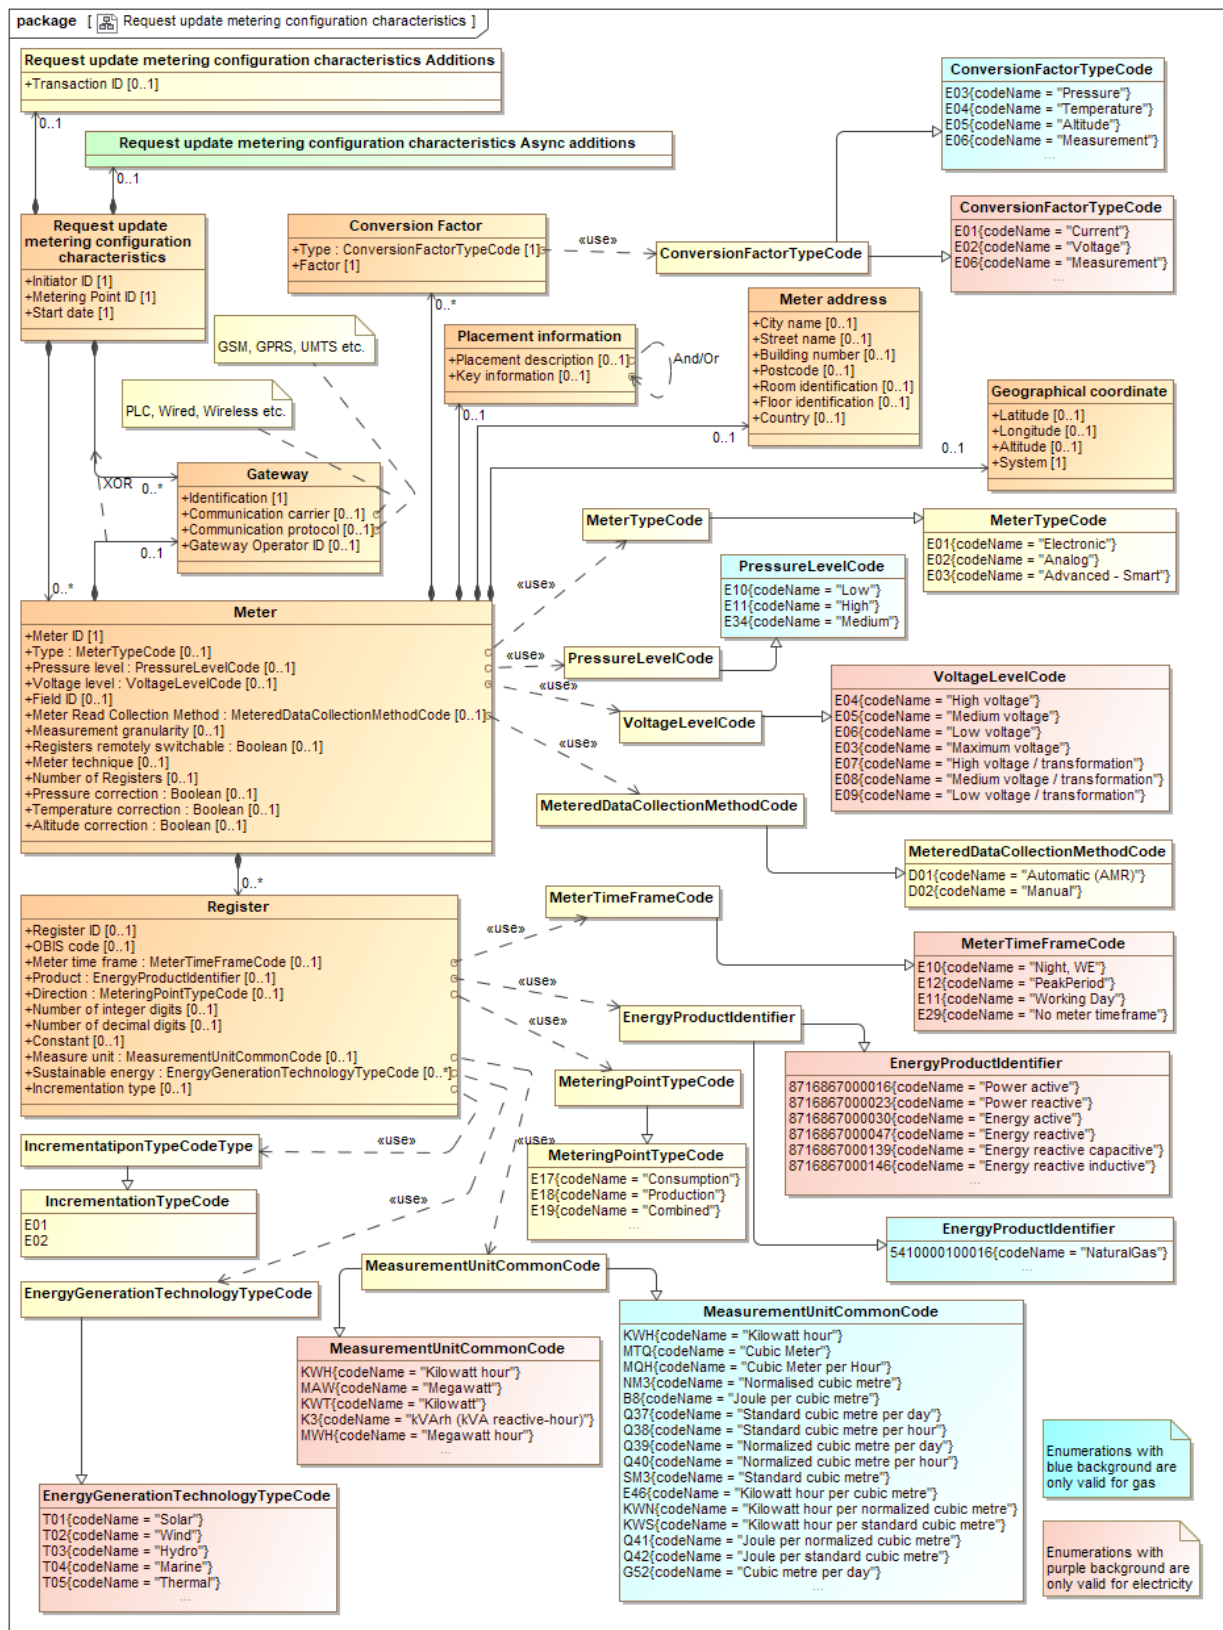 package [ Request update metering configuration characteristics ]
Request update metering configuration characteristics Additions
+Transaction ID [0..1]
0..1
Request update metering configuration characteristics Async additions
0..1
Request update
metering configuration
characteristics
+Initiator ID [1]
+Metering Point ID [1]
+Start date [1]
Conversion Factor
+Type : ConversionFactorTypeCode [1]
+Factor [1]
«use»
ConversionFactorTypeCode
ConversionFactorTypeCode
E03{codeName = "Pressure"}
E04{codeName = "Temperature"}
E05{codeName = "Altitude"}
E06{codeName = "Measurement"}
...
ConversionFactorTypeCode
E01{codeName = "Current"}
E02{codeName = "Voltage"}
E06{codeName = "Measurement"}
...
0..*
GSM, GPRS, UMTS etc.
PLC, Wired, Wireless etc.
Placement information
+Placement description [0..1]
+Key information [0..1]
And/Or
0..1
Meter address
+City name [0..1]
+Street name [0..1]
+Building number [0..1]
+Postcode [0..1]
+Room identification [0..1]
+Floor identification [0..1]
+Country [0..1]
0..1
Geographical coordinate
+Latitude [0..1]
+Longitude [0..1]
+Altitude [0..1]
+System [1]
0..1
XOR
0..*
0..1
Gateway
+Identification [1]
+Communication carrier [0..1]
+Communication protocol [0..1]
+Gateway Operator ID [0..1]
0..*
Meter
+Meter ID [1]
+Type : MeterTypeCode [0..1]
+Pressure level : PressureLevelCode [0..1]
+Voltage level : VoltageLevelCode [0..1]
+Field ID [0..1]
+Meter Read Collection Method : MeteredDataCollectionMethodCode [0..1]
+Measurement granularity [0..1]
+Registers remotely switchable : Boolean [0..1]
+Meter technique [0..1]
+Number of Registers [0..1]
+Pressure correction : Boolean [0..1]
+Temperature correction : Boolean [0..1]
+Altitude correction : Boolean [0..1]
«use»
MeterTypeCode
MeterTypeCode
E01{codeName = "Electronic"}
E02{codeName = "Analog"}
E03{codeName = "Advanced - Smart"}
PressureLevelCode
E10{codeName = "Low"}
E11{codeName = "High"}
E34{codeName = "Medium"}
«use»
PressureLevelCode
«use»
VoltageLevelCode
VoltageLevelCode
E04{codeName = "High voltage"}
E05{codeName = "Medium voltage"}
E06{codeName = "Low voltage"}
E03{codeName = "Maximum voltage"}
E07{codeName = "High voltage / transformation"}
E08{codeName = "Medium voltage / transformation"}
E09{codeName = "Low voltage / transformation"}
«use»
MeteredDataCollectionMethodCode
MeteredDataCollectionMethodCode
D01{codeName = "Automatic (AMR)"}
D02{codeName = "Manual"}
0..*
Register
+Register ID [0..1]
+OBIS code [0..1]
+Meter time frame : MeterTimeFrameCode [0..1]
+Product : EnergyProductIdentifier [0..1]
+Direction : MeteringPointTypeCode [0..1]
+Number of integer digits [0..1]
+Number of decimal digits [0..1]
+Constant [0..1]
+Measure unit : MeasurementUnitCommonCode [0..1]
+Sustainable energy : EnergyGenerationTechnologyTypeCode [0..*]
+Incrementation type [0..1]
«use»
MeterTimeFrameCode
MeterTimeFrameCode
E10{codeName = "Night, WE"}
E12{codeName = "PeakPeriod"}
E11{codeName = "Working Day"}
E29{codeName = "No meter timeframe"}
«use»
EnergyProductIdentifier
«use»
MeteringPointTypeCode
EnergyProductIdentifier
8716867000016{codeName = "Power active"}
8716867000023{codeName = "Power reactive"}
8716867000030{codeName = "Energy active"}
8716867000047{codeName = "Energy reactive"}
8716867000139{codeName = "Energy reactive capacitive"}
8716867000146{codeName = "Energy reactive inductive"}
...
MeteringPointTypeCode
E17{codeName = "Consumption"}
E18{codeName = "Production"}
E19{codeName = "Combined"}
...
EnergyProductIdentifier
5410000100016{codeName = "NaturalGas"}
...
IncrementatiponTypeCodeType
«use»
«use»
«use»
IncrementationTypeCode
E01
E02
EnergyGenerationTechnologyTypeCode
MeasurementUnitCommonCode
MeasurementUnitCommonCode
KWH{codeName = "Kilowatt hour"}
MAW{codeName = "Megawatt"}
KWT{codeName = "Kilowatt"}
K3{codeName = "kVArh (kVA reactive-hour)"}
MWH{codeName = "Megawatt hour"}
...
MeasurementUnitCommonCode
KWH{codeName = "Kilowatt hour"}
MTQ{codeName = "Cubic Meter"}
MQH{codeName = "Cubic Meter per Hour"}
NM3{codeName = "Normalised cubic metre"}
B8{codeName = "Joule per cubic metre"}
Q37{codeName = "Standard cubic metre per day"}
Q38{codeName = "Standard cubic metre per hour"}
Q39{codeName = "Normalized cubic metre per day"}
Q40{codeName = "Normalized cubic metre per hour"}
SM3{codeName = "Standard cubic metre"}
E46{codeName = "Kilowatt hour per cubic metre"}
KWN{codeName = "Kilowatt hour per normalized cubic metre"}
KWS{codeName = "Kilowatt hour per standard cubic metre"}
Q41{codeName = "Joule per normalized cubic metre"}
Q42{codeName = "Joule per standard cubic metre"}
G52{codeName = "Cubic metre per day"}
...
EnergyGenerationTechnologyTypeCode
T01{codeName = "Solar"}
T02{codeName = "Wind"}
T03{codeName = "Hydro"}
T04{codeName = "Marine"}
T05{codeName = "Thermal"}
...
Enumerations with
blue background are
only valid for gas
Enumerations with
purple background are
only valid for electricity